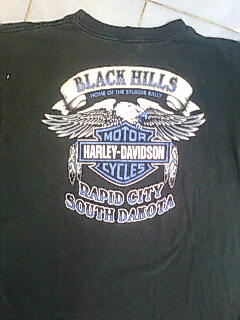 BLACK HILLS
HOME OF THE STURGIS RALLY
MOTOR
HARLEY-DAVIDSON
CYCLES
RAPID CITY
SOUTH DAKOTA